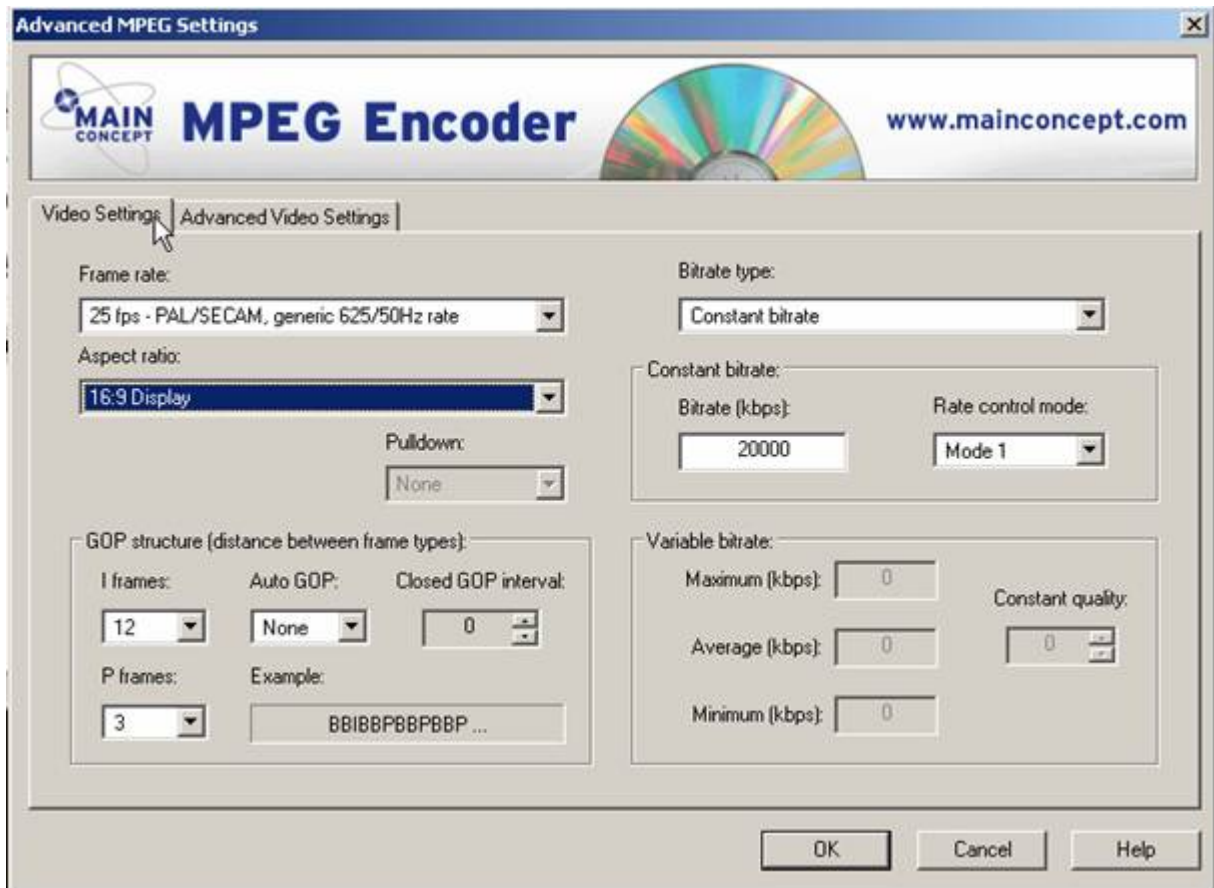 Advanced MPEG Settings
MAIN CONCEPT
MPEG Encoder
www.mainconcept.com
Video Settings
Advanced Video Settings
Frame rate:
25 fps - PAL/SECAM, generic 625/50Hz rate
Aspect ratio:
16:9 Display
Pulldown:
None
GOP structure (distance between frame types):
I frames:
Auto GOP:
Closed GOP interval:
12
None
0
P frames:
Example:
3
BBIBBPBBPBBP ...
Bitrate type:
Constant bitrate
Constant bitrate:
Bitrate (kbps):
Rate control mode:
20000
Mode 1
Variable bitrate:
Maximum (kbps):
0
Constant quality:
0
Average (kbps):
0
Minimum (kbps):
0
OK
Cancel
Help